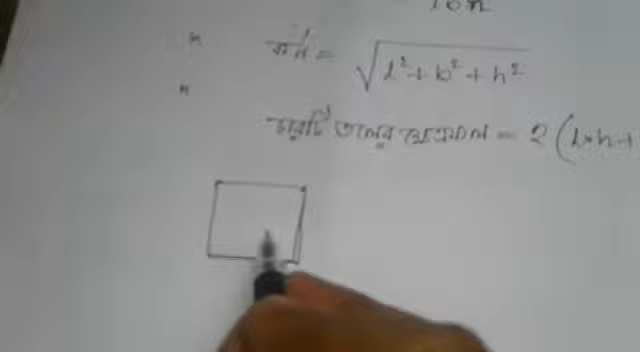 কর্ণ = √(l²+b²+h²)
চারটি তলের ক্ষেত্রফল = 2 (l×h+